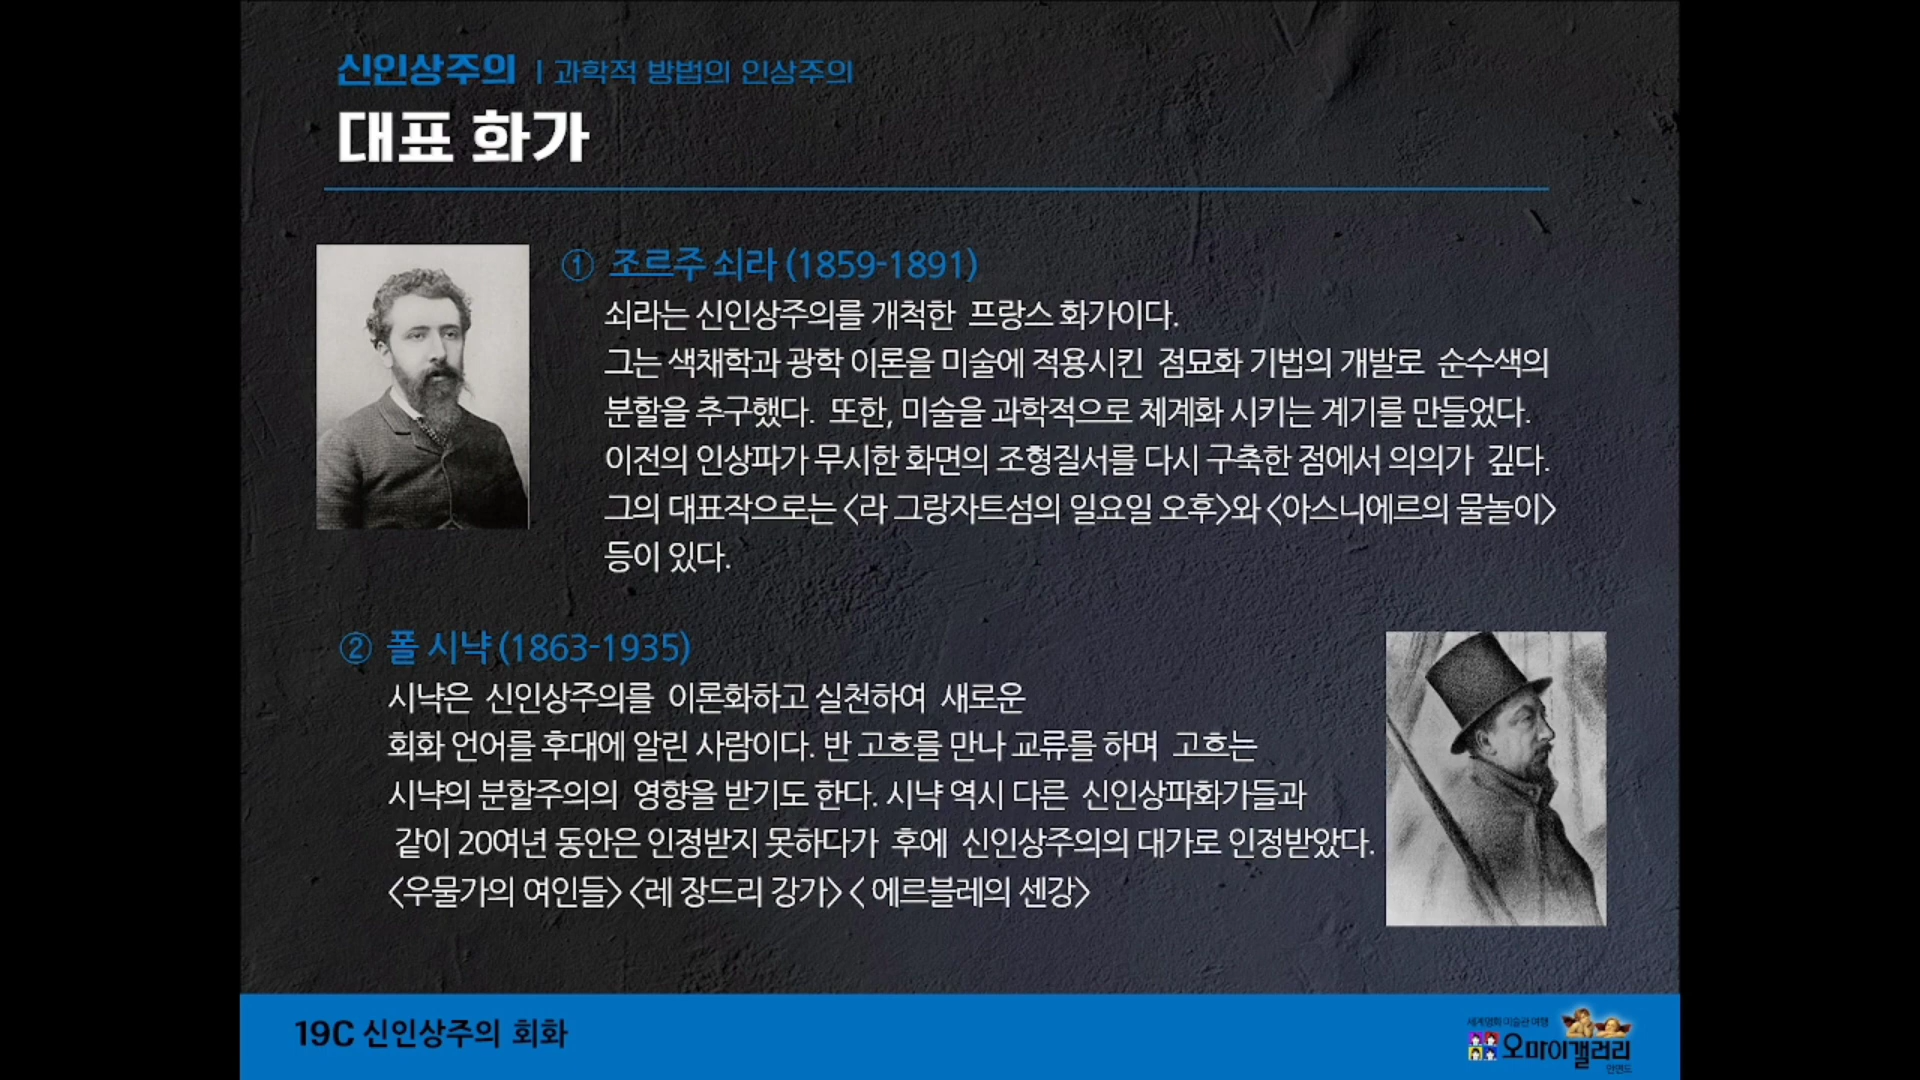 신인상주의 | 과학적 방법의 인상주의
대표 화가
① 조르주 쇠라 (1859-1891)
쇠라는 신인상주의를 개척한 프랑스 화가이다.
그는 색채학과 광학 이론을 미술에 적용시킨 점묘화 기법의 개발로 순수색의
분할을 추구했다. 또한, 미술을 과학적으로 체계화 시키는 계기를 만들었다.
이전의 인상파가 무시한 화면의 조형질서를 다시 구축한 점에서 의의가 깊다.
그의 대표작으로는 <라 그랑자트섬의 일요일 오후>와 <아스니에르의 물놀이>
등이 있다.
② 폴 시냑 (1863-1935)
시냑은 신인상주의를 이론화하고 실천하여 새로운
회화 언어를 후대에 알린 사람이다. 반 고흐를 만나 교류를 하며 고흐는
시냑의 분할주의의 영향을 받기도 한다. 시냑 역시 다른 신인상파화가들과
같이 20여년 동안은 인정받지 못하다가 후에 신인상주의의 대가로 인정받았다.
<우물가의 여인들> <레 장드리 강가> < 에르블레의 센강>
19C 신인상주의 회화
세계명화 미술관 여행
오마이갤러리
안면도